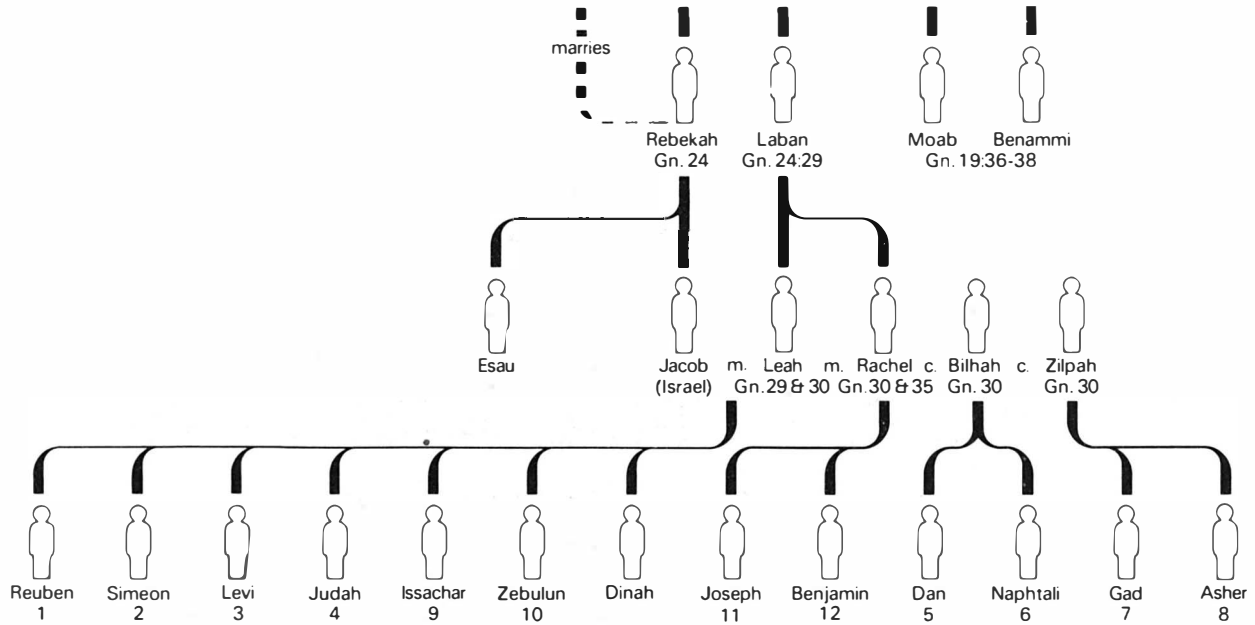 marries
Rebekah Laban Moab Benammi
Gn. 24 Gn. 24:29 Gn. 19:36-38
Esau Jacob m. Leah m. Rachel c. Bilhah c. Zilpah
(Israel) Gn. 29 & 30 Gn. 30 & 35 Gn. 30 Gn. 30
Reuben Simeon Levi Judah Issachar Zebulun Dinah Joseph Benjamin Dan Naphtali Gad Asher
1 2 3 4 9 10 11 12 5 6 7 8